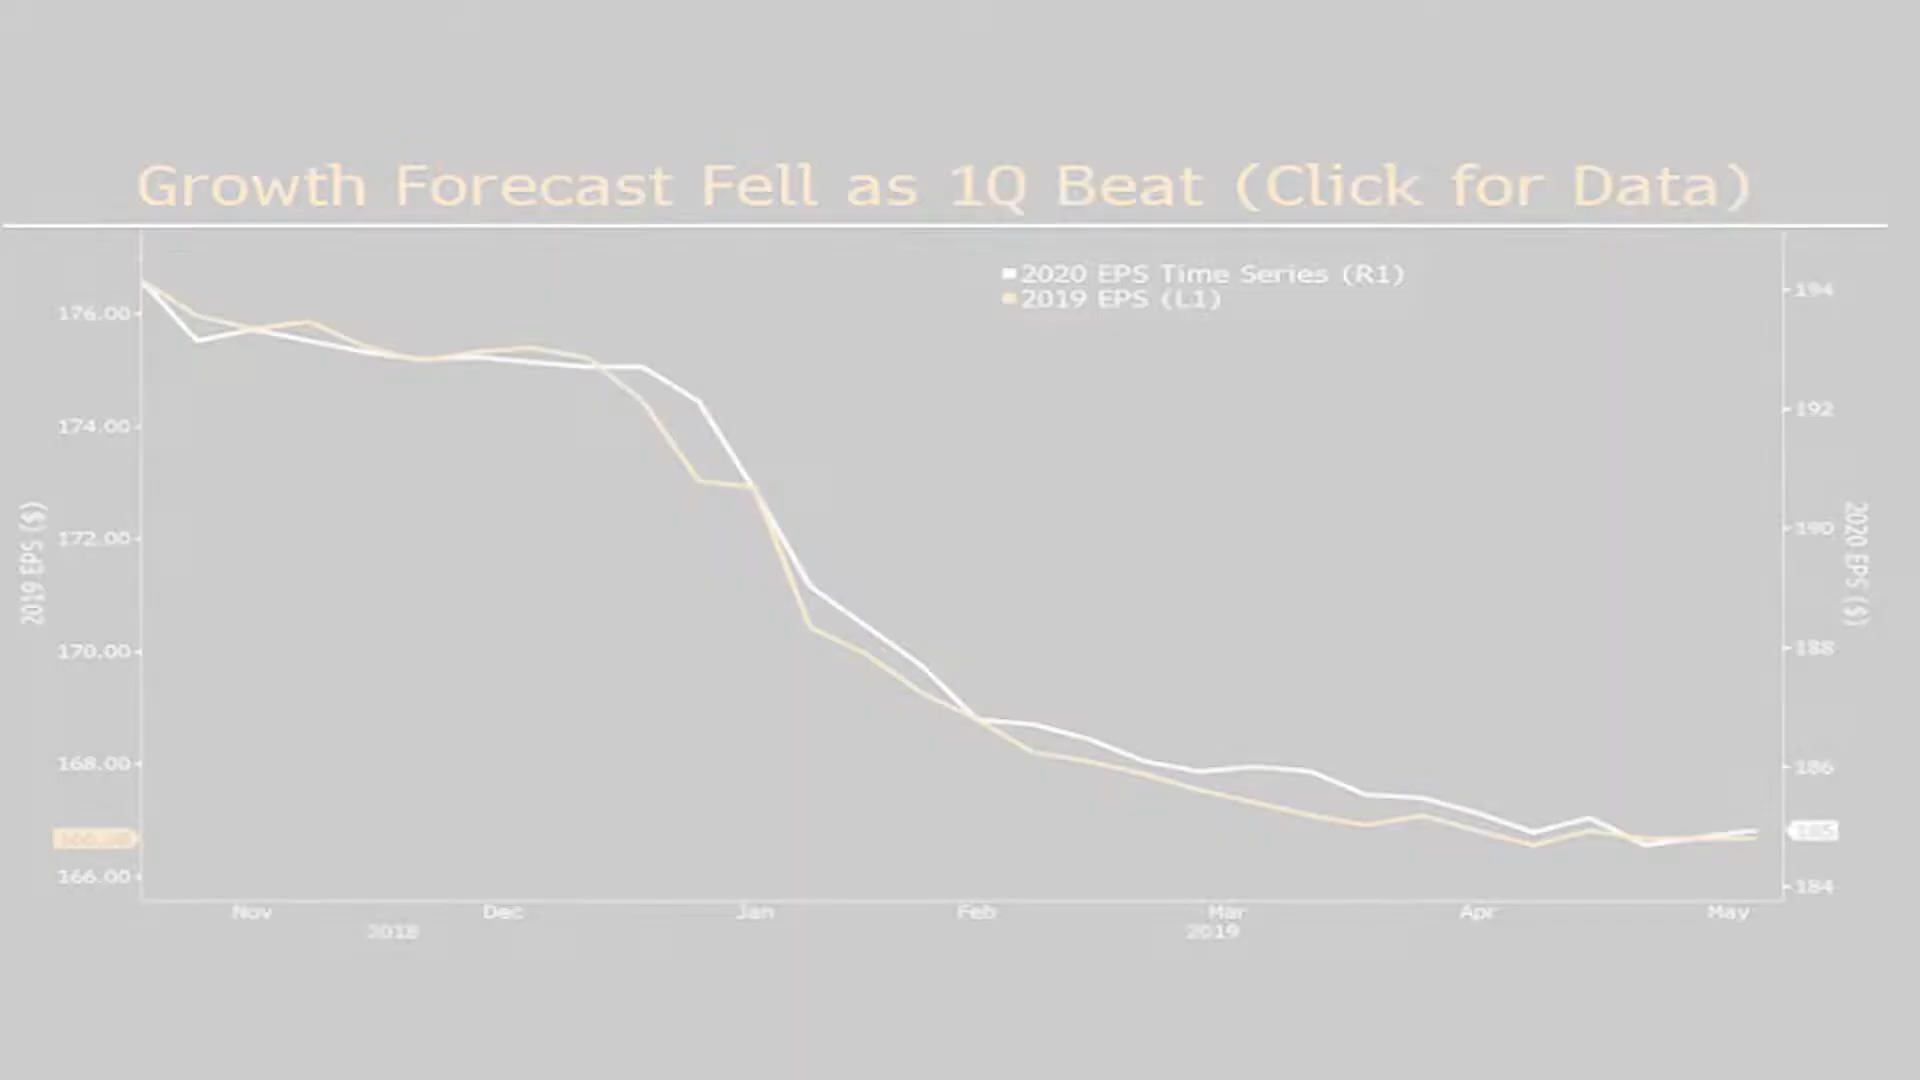 Growth Forecast Fell as 1Q Beat (Click for Data)
2020 EPS Time Series (R1)
2019 EPS (L1)
176.00
174.00
172.00
170.00
168.00
166.00
2019 EPS ($)
194
192
190
188
186
185
184
2020 EPS ($)
Nov Dec Jan Feb Mar Apr May
2018 2019